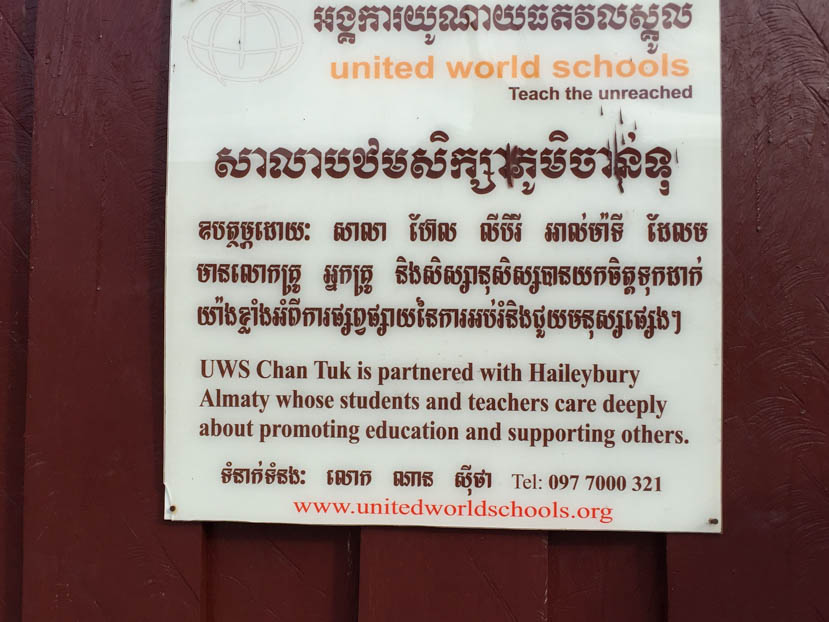 អង្គការយូណាយធតវលស្គូល
united world schools
Teach the unreached
សាលាបឋមសិក្សាភូមិចាន់ទុ
ឧបត្ថម្ភដោយៈ សាលា ហ៊ែល លីប៊ីរី អាល់ម៉ាទី ដែលម
មានលោកគ្រូ អ្នកគ្រូ និងសិស្សានុសិស្សបានយកចិត្តទុកដាក់
យ៉ាងខ្លាំងអំពីការផ្សព្វផ្សាយនៃការអប់រំនិងជួយមនុស្សផ្សេងៗ
UWS Chan Tuk is partnered with Haileybury
Almaty whose students and teachers care deeply
about promoting education and supporting others.
ទំនាក់ទំនងៈ លោក ណាន ស៊ីផា Tel: 097 7000 321
www.unitedworldschools.org